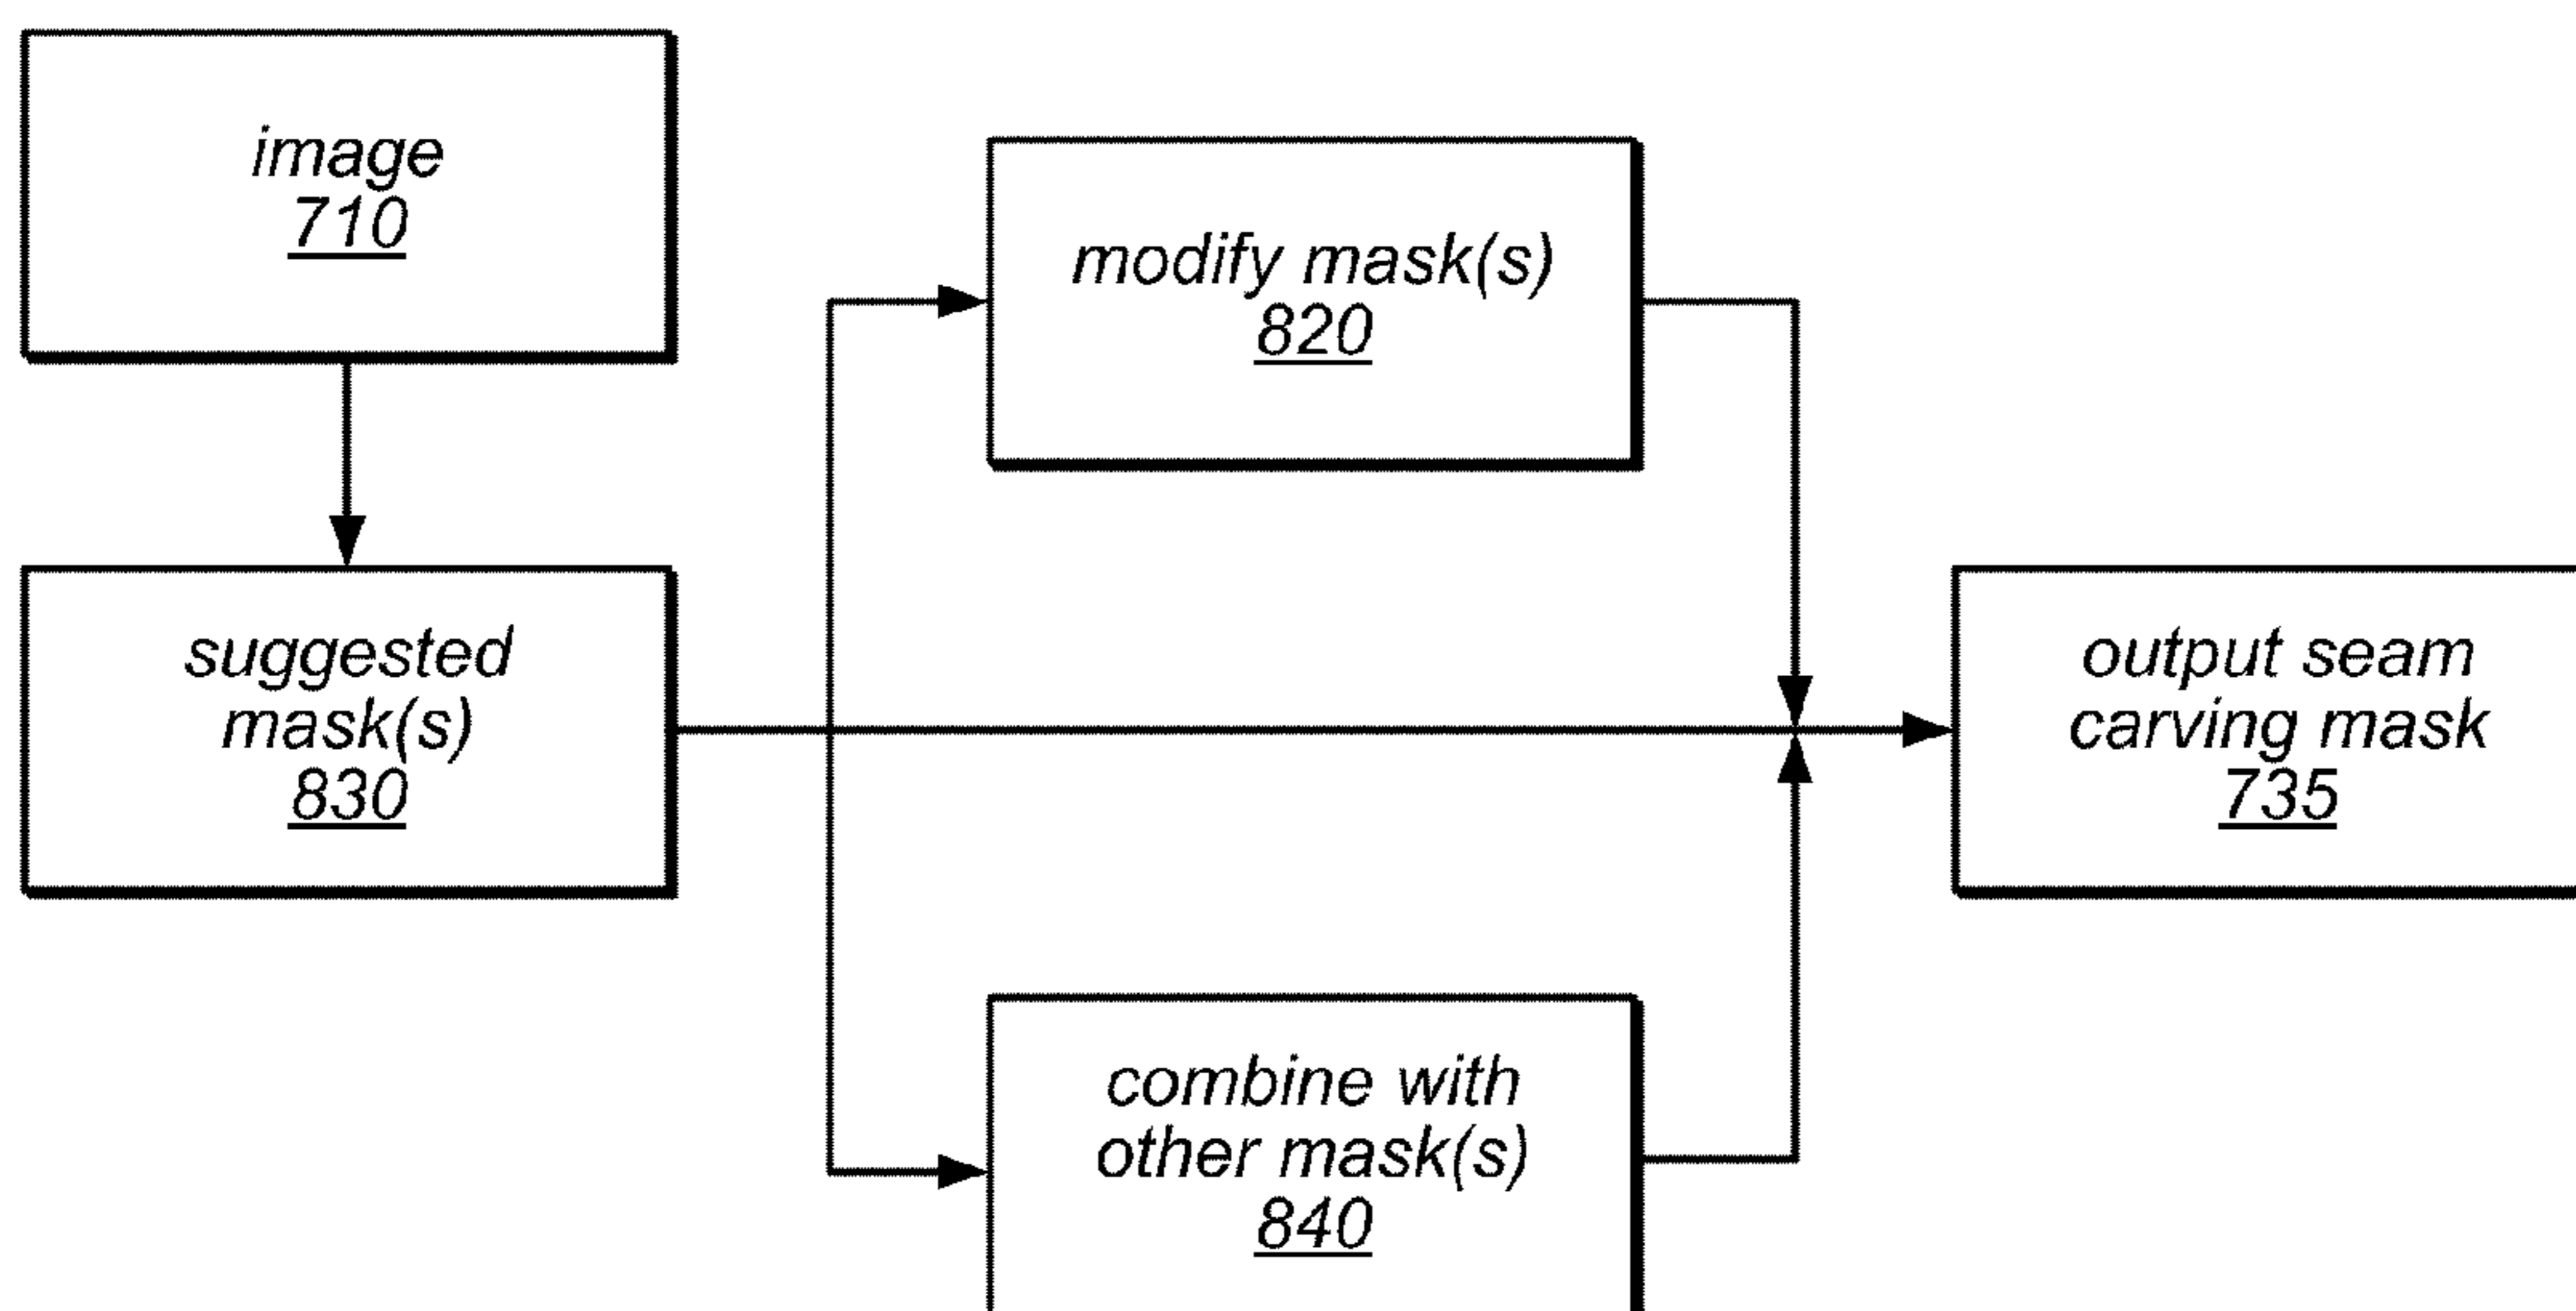 image
710
modify mask(s)
820
suggested
mask(s)
830
output seam
carving mask
735
combine with
other mask(s)
840